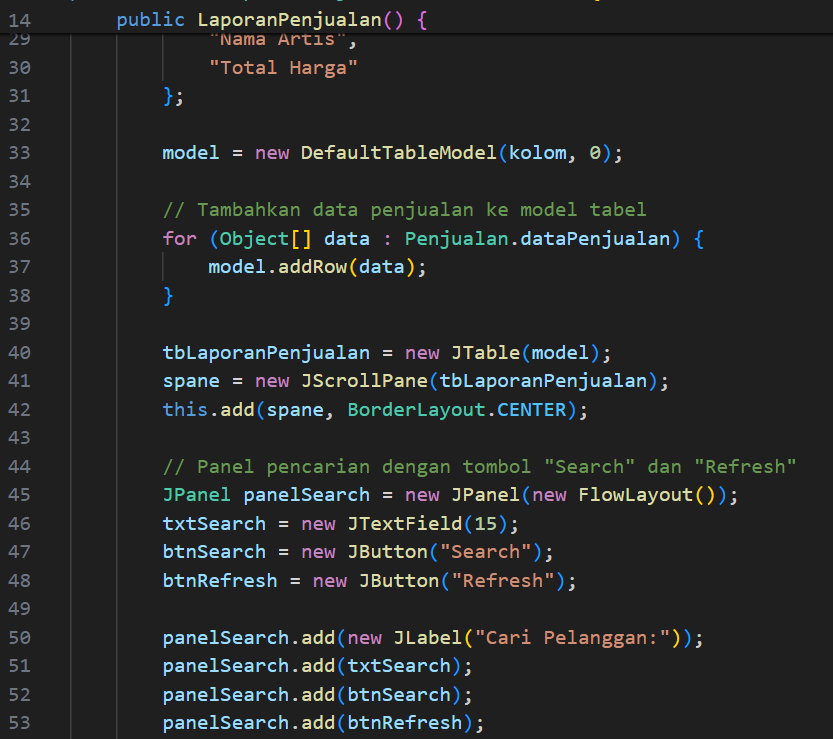 14 public LaporanPenjualan() {
29 "Nama Artis",
30 "Total Harga"
31 };
32
33 model = new DefaultTableModel(kolom, 0);
34
35 // Tambahkan data penjualan ke model tabel
36 for (Object[] data : Penjualan.dataPenjualan) {
37 model.addRow(data);
38 }
39
40 tbLaporanPenjualan = new JTable(model);
41 spane = new JScrollPane(tbLaporanPenjualan);
42 this.add(spane, BorderLayout.CENTER);
43
44 // Panel pencarian dengan tombol "Search" dan "Refresh"
45 JPanel panelSearch = new JPanel(new FlowLayout());
46 txtSearch = new JTextField(15);
47 btnSearch = new JButton("Search");
48 btnRefresh = new JButton("Refresh");
49
50 panelSearch.add(new JLabel("Cari Pelanggan:"));
51 panelSearch.add(txtSearch);
52 panelSearch.add(btnSearch);
53 panelSearch.add(btnRefresh);